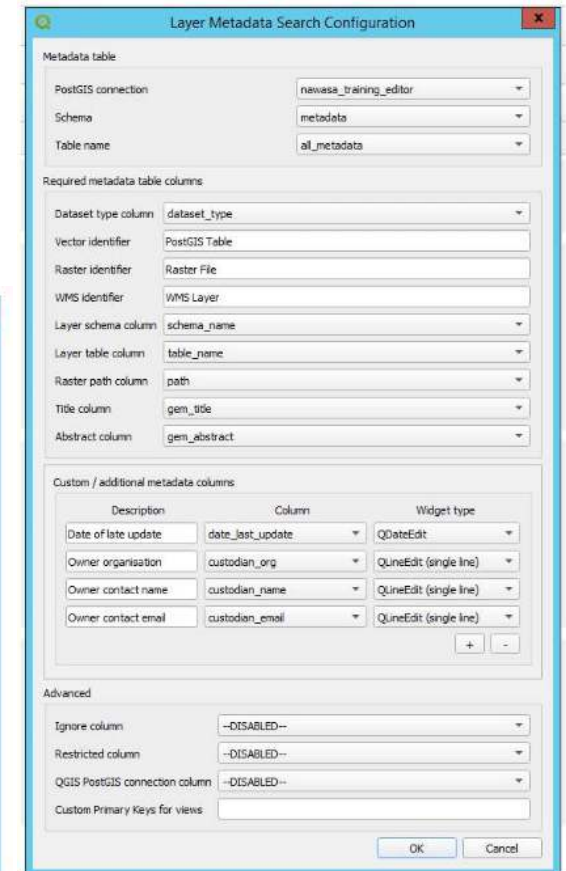 Layer Metadata Search Configuration
x
Metadata table
PostGIS connection nawasa_training_editor
Schema metadata
Table name all_metadata
Required metadata table columns
Dataset type column dataset_type
Vector identifier PostGIS Table
Raster identifier Raster File
WMS identifier WMS Layer
Layer schema column schema_name
Layer table column table_name
Raster path column path
Title column gem_title
Abstract column gem_abstract
Custom / additional metadata columns
Description Column Widget type
Date of late update date_last_update QDateEdit
Owner organisation custodian_org QLineEdit (single line)
Owner contact name custodian_name QLineEdit (single line)
Owner contact email custodian_email QLineEdit (single line)
+ -
Advanced
Ignore column --DISABLED--
Restricted column --DISABLED--
QGIS PostGIS connection column --DISABLED--
Custom Primary Keys for views
OK Cancel